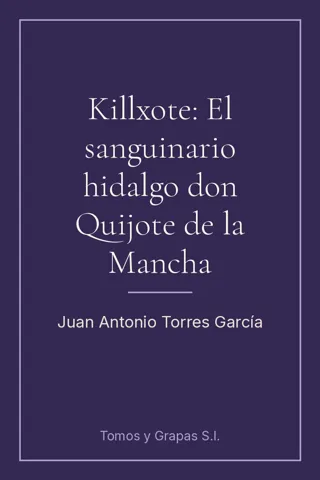 Killxote: El
sanguinario
hidalgo don
Quijote de la
Mancha
Juan Antonio Torres García
Tomos y Grapas S.l.